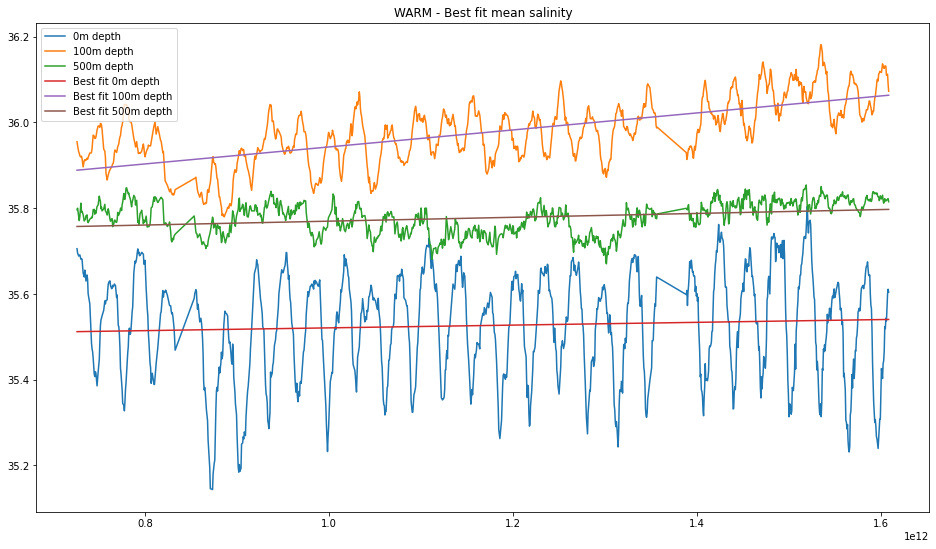 WARM - Best fit mean salinity
0m depth
100m depth
500m depth
Best fit 0m depth
Best fit 100m depth
Best fit 500m depth
36.2
36.0
35.8
35.6
35.4
35.2
0.8 1.0 1.2 1.4 1.6
1e12